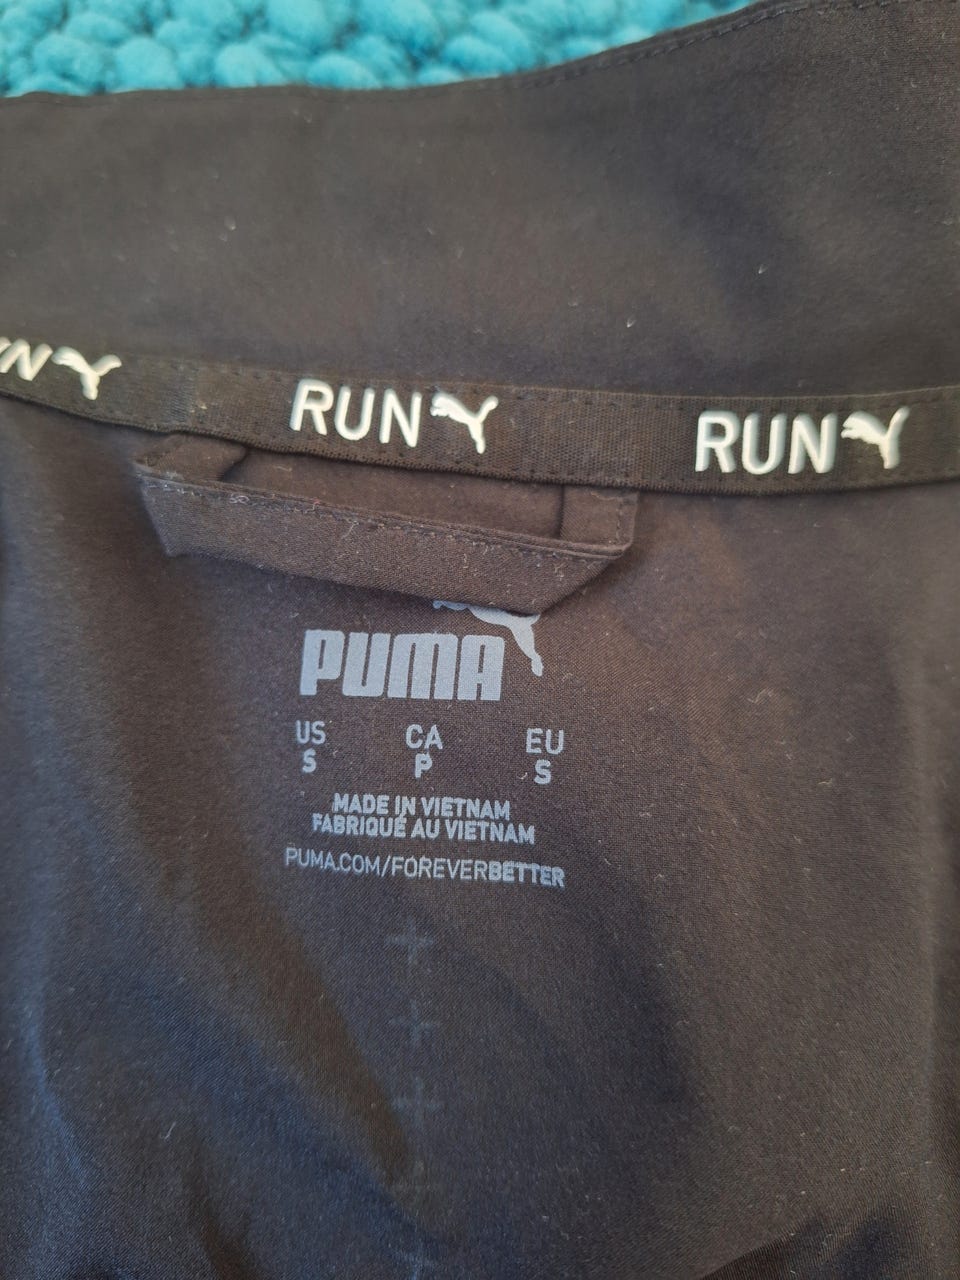 RUN
RUN
PUMA
US CA EU
S P S
MADE IN VIETNAM
FABRIQUÉ AU VIETNAM
PUMA.COM/FOREVERBETTER